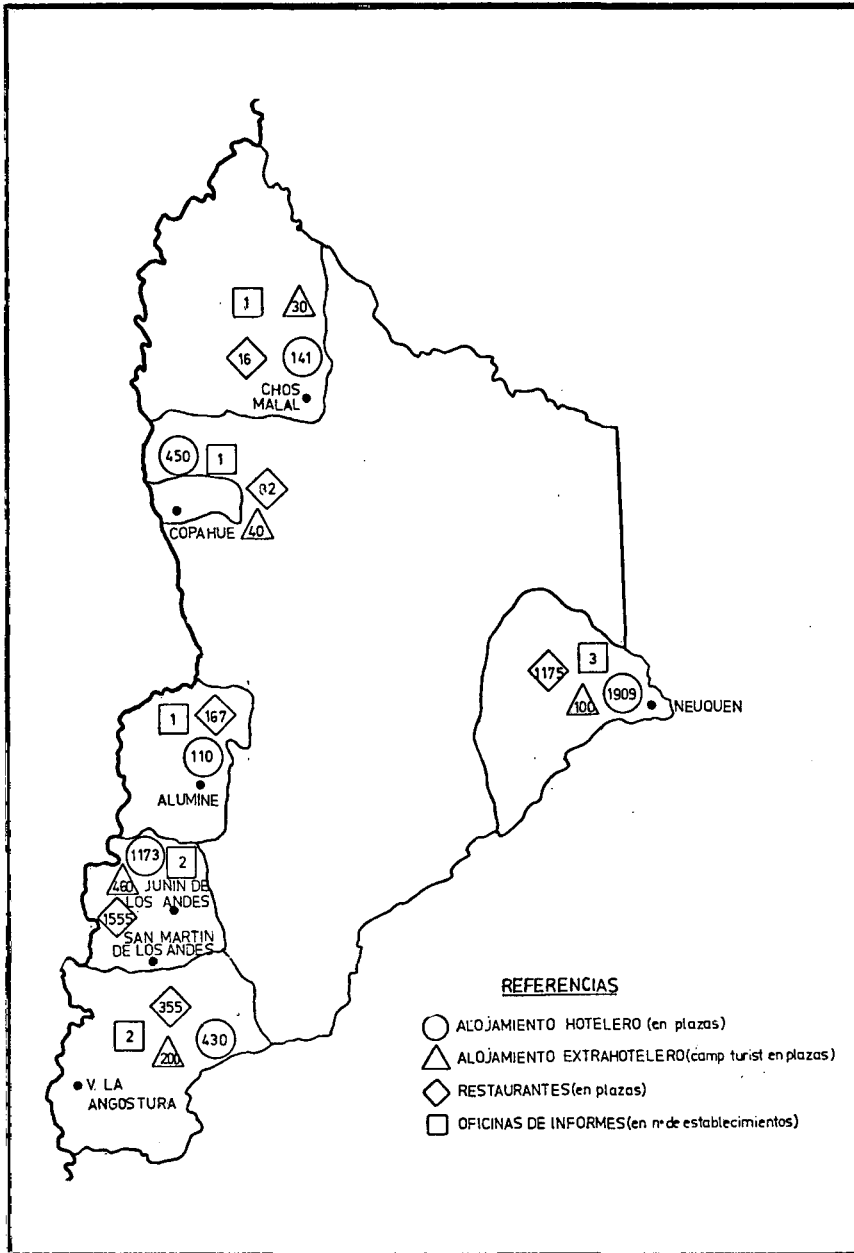 1
30
16
141
CHOS
MALAL
450
1
COPAHUE
40
3
1175
100
1909
NEUQUEN
1
167
110
ALUMINE
1173
2
460
JUNIN DE
LOS ANDES
1555
SAN MARTIN
DE LOS ANDES
355
2
200
430
V. LA
ANGOSTURA
REFERENCIAS
ALOJAMIENTO HOTELERO (en plazas)
ALOJAMIENTO EXTRAHOTELERO (camp turist en plazas)
RESTAURANTES (en plazas)
OFICINAS DE INFORMES (en nº de establecimientos)